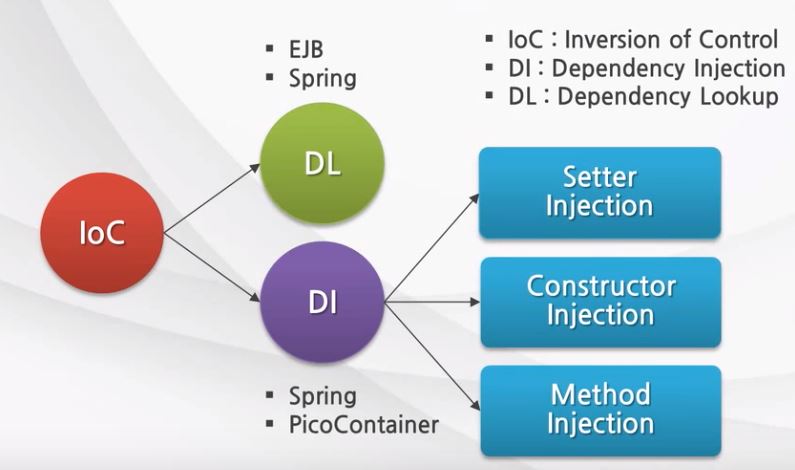 ▪ EJB
▪ Spring
▪ IoC : Inversion of Control
▪ DI : Dependency Injection
▪ DL : Dependency Lookup
DL
IoC
DI
Setter
Injection
Constructor
Injection
Method
Injection
▪ Spring
▪ PicoContainer